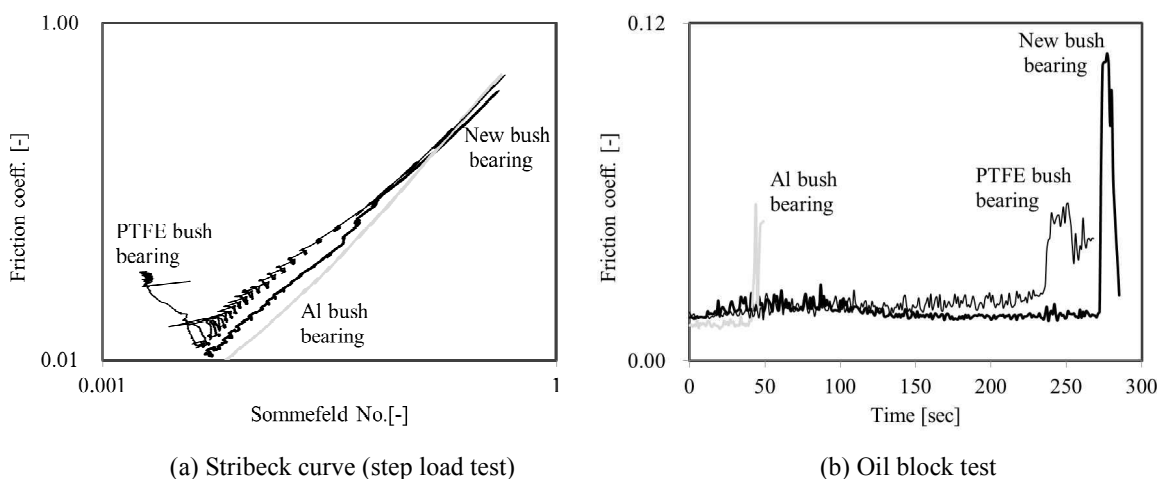 1.00
Friction coeff. [-]
New bush
bearing
PTFE bush
bearing
Al bush
bearing
0.01
0.001
1
Sommefeld No.[-]
(a) Stribeck curve (step load test)
0.12
Friction coeff. [-]
New bush
bearing
Al bush
bearing
PTFE bush
bearing
0.00
0
50
100
150
200
250
300
Time [sec]
(b) Oil block test